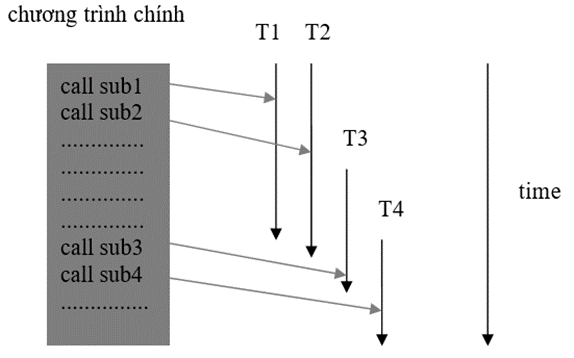 chương trình chính
T1 T2
call sub1
call sub2
..............
..............
T3
..............
..............
T4
time
call sub3
call sub4
...............